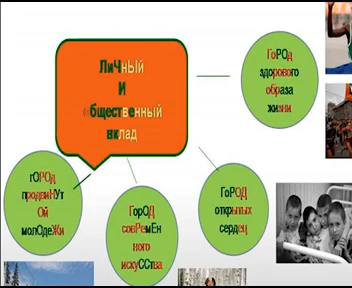 ЛиЧнЫй
И
общественный
вклад
ГоРОд
здорового
образа
жизни
гОРОд
продвиНУт
Ой
молОдеЖи
ГорОД
совРемЕн
ного
искуССтва
ГоРОД
открытых
сердец